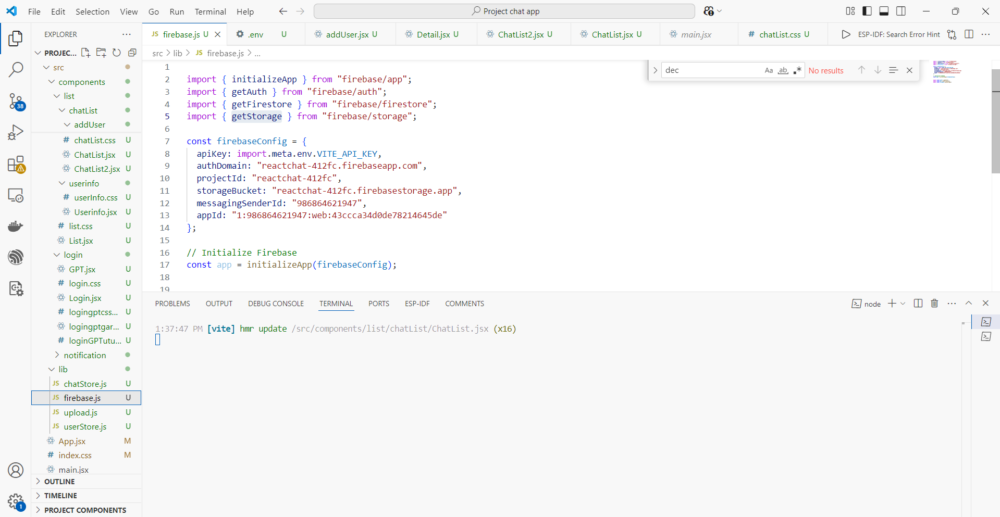 File Edit Selection View Go Run Terminal Help
Project chat app
EXPLORER
PROJEC...
src
components
list
chatList
addUser
# chatList.css U
ChatList.jsx U
ChatList2.jsx U
userinfo
# userInfo.css U
Userinfo.jsx U
# list.css U
List.jsx U
login
GPT.jsx U
# login.css U
Login.jsx U
# logingptcss... U
logingptgar... U
# loginGPTutu... U
notification
lib
JS chatStore.js U
JS firebase.js U
JS upload.js U
JS userStore.js U
App.jsx M
# index.css M
main.jsx
OUTLINE
TIMELINE
PROJECT COMPONENTS
38
1
JS firebase.js U
.env U
addUser.jsx U
Detail.jsx U
ChatList2.jsx U
ChatList.jsx U
main.jsx
# chatList.css U
ESP-IDF: Search Error Hint
src > lib > JS firebase.js > ...
dec Aa ab .* No results
1
2 import { initializeApp } from "firebase/app";
3 import { getAuth } from "firebase/auth";
4 import { getFirestore } from "firebase/firestore";
5 import { getStorage } from "firebase/storage";
6
7 const firebaseConfig = {
8 apiKey: import.meta.env.VITE_API_KEY,
9 authDomain: "reactchat-412fc.firebaseapp.com",
10 projectId: "reactchat-412fc",
11 storageBucket: "reactchat-412fc.firebasestorage.app",
12 messagingSenderId: "986864621947",
13 appId: "1:986864621947:web:43ccca34d0de78214645de"
14 };
15
16 // Initialize Firebase
17 const app = initializeApp(firebaseConfig);
18
19
PROBLEMS OUTPUT DEBUG CONSOLE TERMINAL PORTS ESP-IDF COMMENTS
node
1:37:47 PM [vite] hmr update /src/components/list/chatList/ChatList.jsx (x16)